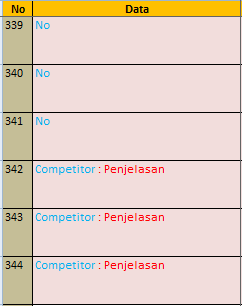 No Data
339 No
340 No
341 No
342 Competitor : Penjelasan
343 Competitor : Penjelasan
344 Competitor : Penjelasan